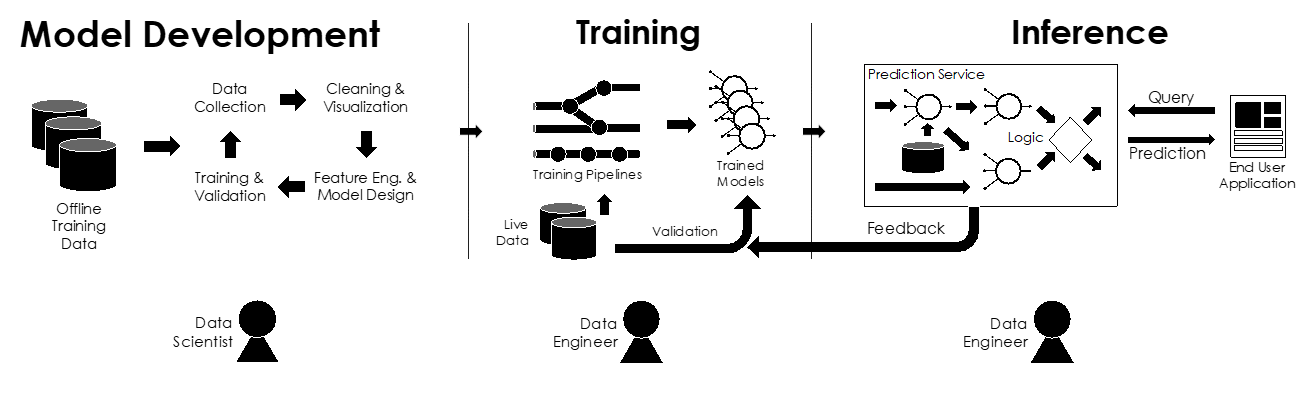 Model Development
Data
Collection
Cleaning &
Visualization
Training &
Validation
Feature Eng. &
Model Design
Offline
Training
Data
Data
Scientist
Training
Training Pipelines
Trained
Models
Live
Data
Validation
Data
Engineer
Inference
Prediction Service
Logic
Feedback
Query
Prediction
End User
Application
Data
Engineer